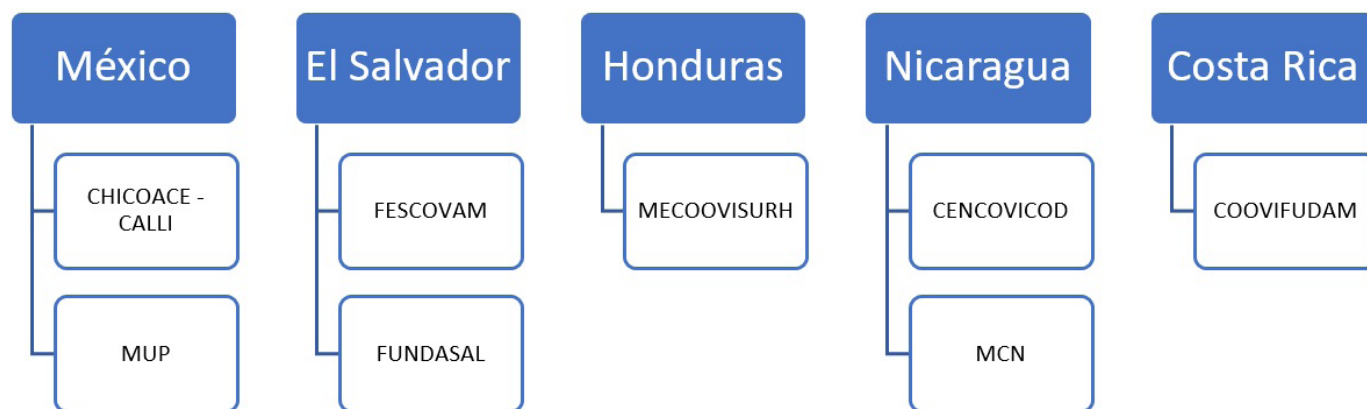 México
CHICOACE -
CALLI
MUP
El Salvador
FESCOVAM
FUNDASAL
Honduras
MECOOVISURH
Nicaragua
CENCOVICOD
MCN
Costa Rica
COOVIFUDAM